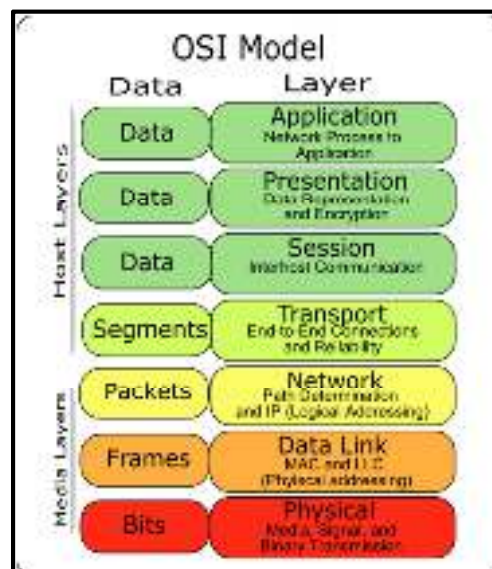 OSI Model
Data Layer
Host Layers
Data
Application
Network Process to
Application
Data
Presentation
Data Representation
and Encryption
Data
Session
Interhost Communication
Segments
Transport
End-to-End Connections
and Reliability
Media Layers
Packets
Network
Path Determination
and IP (Logical Addressing)
Frames
Data Link
MAC and LLC
(Physical addressing)
Bits
Physical
Media, Signal, and
Binary Transmission